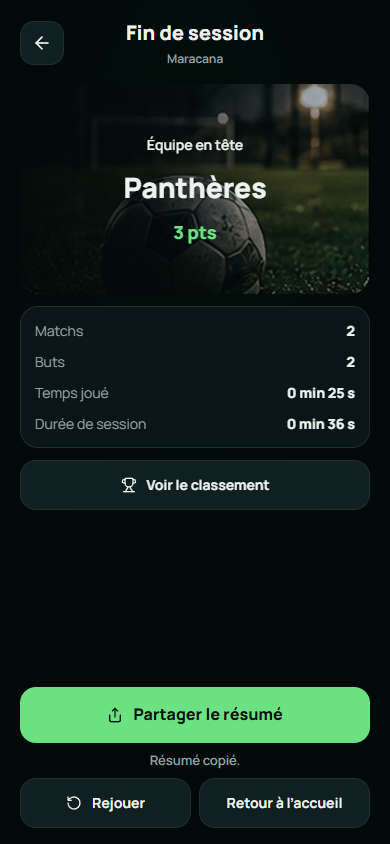 Fin de session
Maracana
Équipe en tête
Panthères
3 pts
Matchs 2
Buts 2
Temps joué 0 min 25 s
Durée de session 0 min 36 s
Voir le classement
Partager le résumé
Résumé copié.
Rejouer Retour à l'accueil